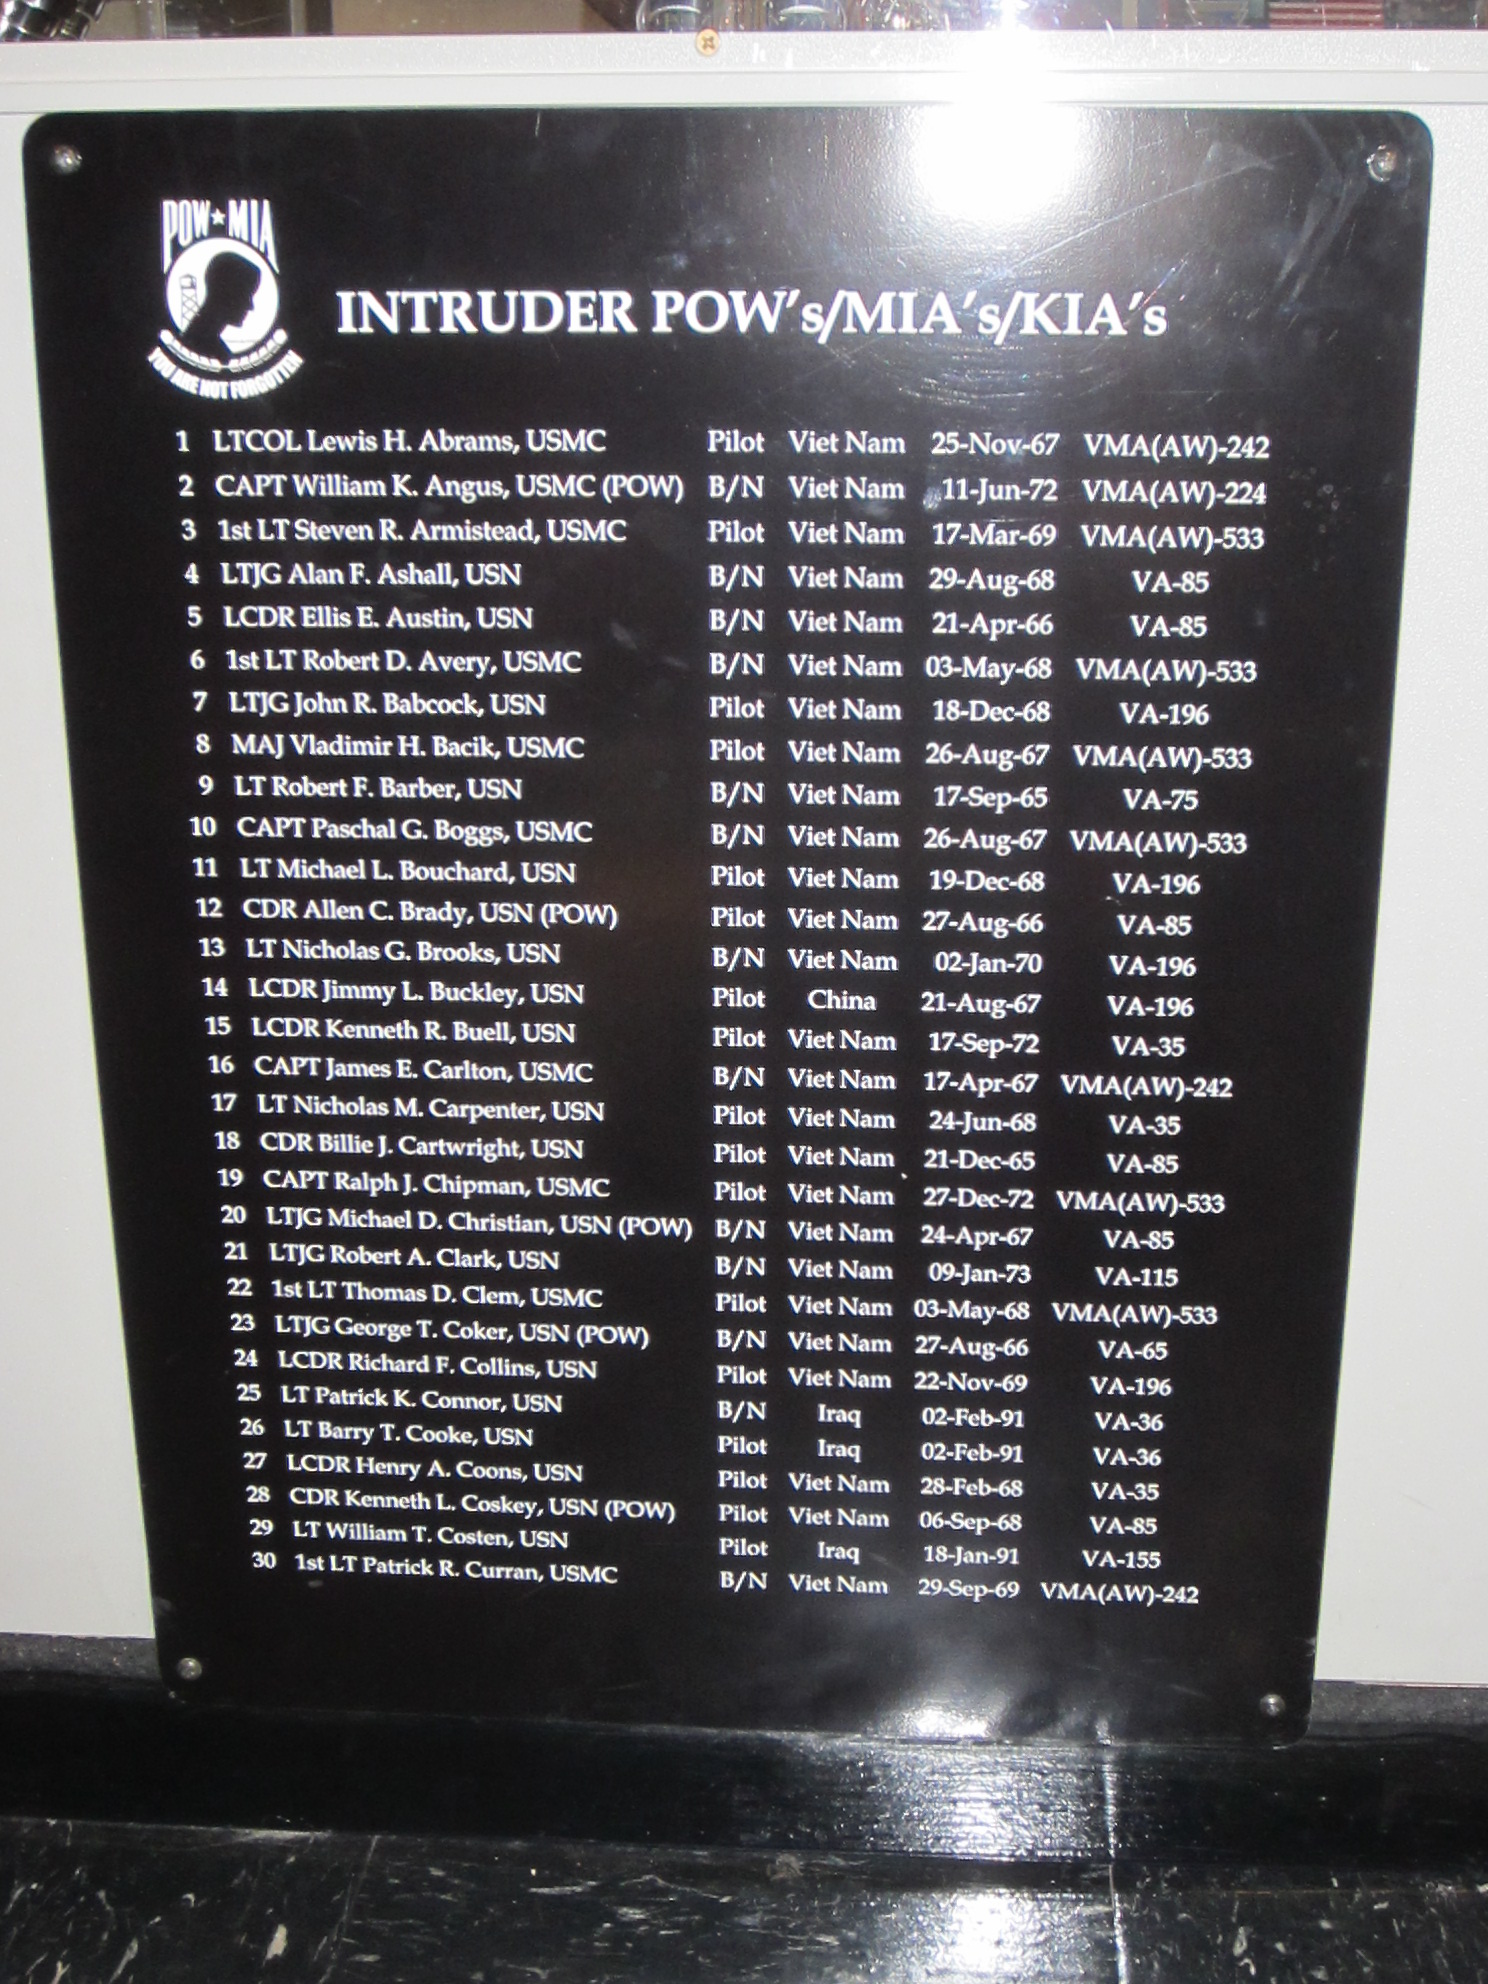 POW★MIA
YOU ARE NOT FORGOTTEN
INTRUDER POW's/MIA's/KIA's
1 LTCOL Lewis H. Abrams, USMC Pilot Viet Nam 25-Nov-67 VMA(AW)-242
2 CAPT William K. Angus, USMC (POW) B/N Viet Nam 11-Jun-72 VMA(AW)-224
3 1st LT Steven R. Armistead, USMC Pilot Viet Nam 17-Mar-69 VMA(AW)-533
4 LTJG Alan F. Ashall, USN B/N Viet Nam 29-Aug-68 VA-85
5 LCDR Ellis E. Austin, USN B/N Viet Nam 21-Apr-66 VA-85
6 1st LT Robert D. Avery, USMC B/N Viet Nam 03-May-68 VMA(AW)-533
7 LTJG John R. Babcock, USN Pilot Viet Nam 18-Dec-68 VA-196
8 MAJ Vladimir H. Bacik, USMC Pilot Viet Nam 26-Aug-67 VMA(AW)-533
9 LT Robert F. Barber, USN B/N Viet Nam 17-Sep-65 VA-75
10 CAPT Paschal G. Boggs, USMC B/N Viet Nam 26-Aug-67 VMA(AW)-533
11 LT Michael L. Bouchard, USN Pilot Viet Nam 19-Dec-68 VA-196
12 CDR Allen C. Brady, USN (POW) Pilot Viet Nam 27-Aug-66 VA-85
13 LT Nicholas G. Brooks, USN B/N Viet Nam 02-Jan-70 VA-196
14 LCDR Jimmy L. Buckley, USN Pilot China 21-Aug-67 VA-196
15 LCDR Kenneth R. Buell, USN Pilot Viet Nam 17-Sep-72 VA-35
16 CAPT James E. Carlton, USMC B/N Viet Nam 17-Apr-67 VMA(AW)-242
17 LT Nicholas M. Carpenter, USN Pilot Viet Nam 24-Jun-68 VA-35
18 CDR Billie J. Cartwright, USN Pilot Viet Nam 21-Dec-65 VA-85
19 CAPT Ralph J. Chipman, USMC Pilot Viet Nam 27-Dec-72 VMA(AW)-533
20 LTJG Michael D. Christian, USN (POW) B/N Viet Nam 24-Apr-67 VA-85
21 LTJG Robert A. Clark, USN B/N Viet Nam 09-Jan-73 VA-115
22 1st LT Thomas D. Clem, USMC Pilot Viet Nam 03-May-68 VMA(AW)-533
23 LTJG George T. Coker, USN (POW) B/N Viet Nam 27-Aug-66 VA-65
24 LCDR Richard F. Collins, USN Pilot Viet Nam 22-Nov-69 VA-196
25 LT Patrick K. Connor, USN B/N Iraq 02-Feb-91 VA-36
26 LT Barry T. Cooke, USN Pilot Iraq 02-Feb-91 VA-36
27 LCDR Henry A. Coons, USN Pilot Viet Nam 28-Feb-68 VA-35
28 CDR Kenneth L. Coskey, USN (POW) Pilot Viet Nam 06-Sep-68 VA-85
29 LT William T. Costen, USN Pilot Iraq 18-Jan-91 VA-155
30 1st LT Patrick R. Curran, USMC B/N Viet Nam 29-Sep-69 VMA(AW)-242